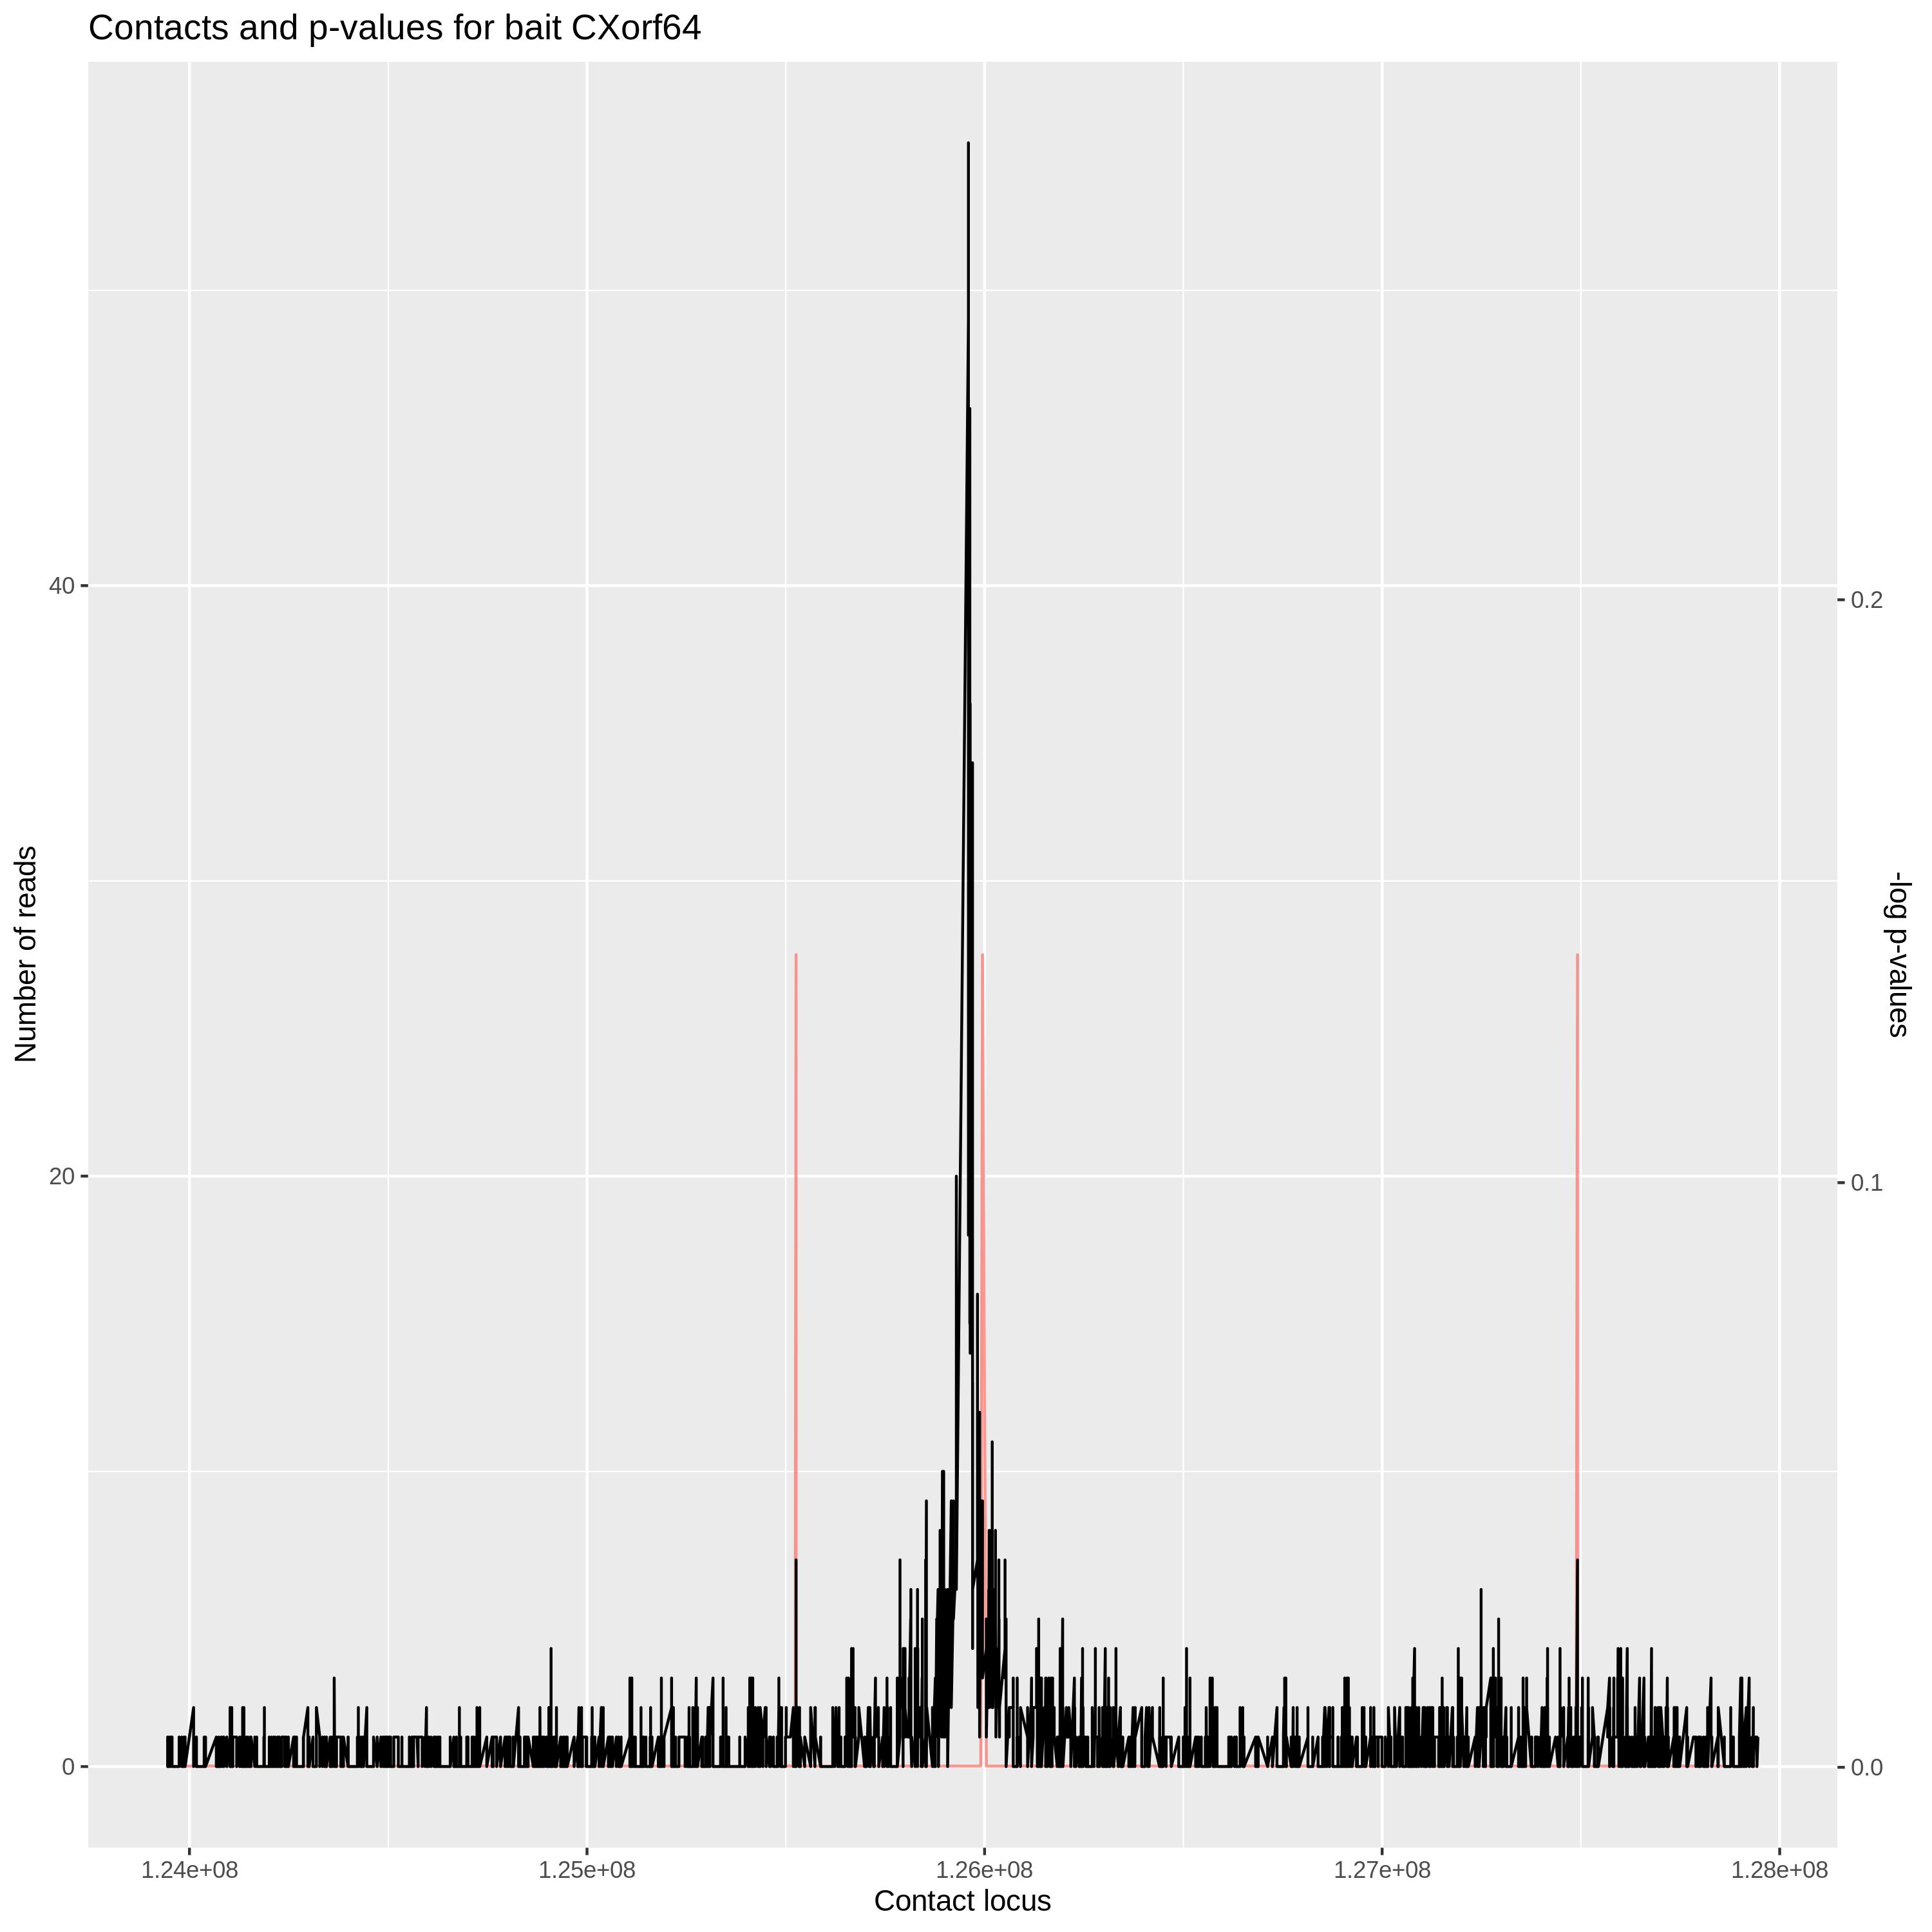 Contacts and p-values for bait CXorf64
Number of reads
40
20
0
0.2
0.1
0.0
-log p-values
1.24e+08
1.25e+08
1.26e+08
1.27e+08
1.28e+08
Contact locus